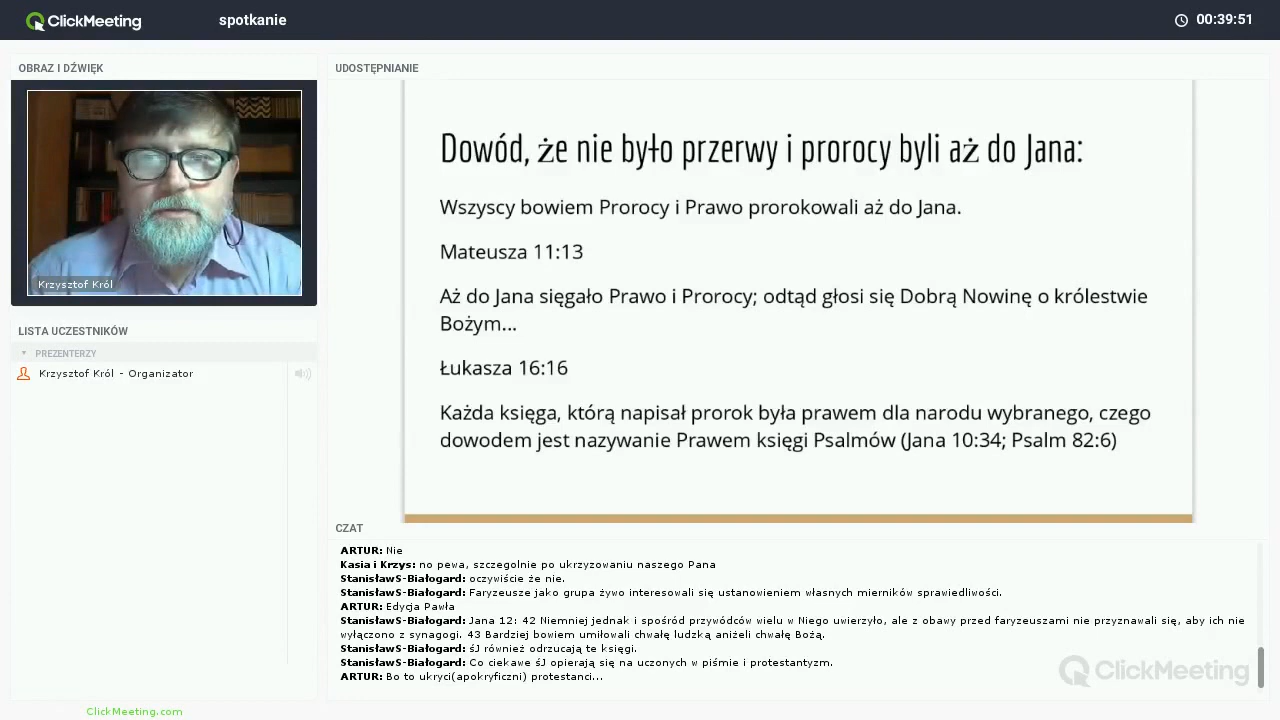 ClickMeeting
spotkanie
00:39:51
OBRAZ I DŹWIĘK
Krzysztof Król
LISTA UCZESTNIKÓW
PREZENTERZY
Krzysztof Król - Organizator
UDOSTĘPNIANIE
Dowód, że nie było przerwy i prorocy byli aż do Jana:
Wszyscy bowiem Prorocy i Prawo prorokowali aż do Jana.
Mateusza 11:13
Aż do Jana sięgało Prawo i Prorocy; odtąd głosi się Dobrą Nowinę o królestwie
Bożym...
Łukasza 16:16
Każda księga, którą napisał prorok była prawem dla narodu wybranego, czego
dowodem jest nazywanie Prawem księgi Psalmów (Jana 10:34; Psalm 82:6)
CZAT
ARTUR: Nie
Kasia i Krzys: no pewa, szczegolnie po ukrzyzowaniu naszego Pana
StanisławS-Białogard: oczywiście że nie.
StanisławS-Białogard: Faryzeusze jako grupa żywo interesowali się ustanowieniem własnych mierników sprawiedliwości.
ARTUR: Edycja Pawła
StanisławS-Białogard: Jana 12: 42 Niemniej jednak i spośród przywódców wielu w Niego uwierzyło, ale z obawy przed faryzeuszami nie przyznawali się, aby ich nie
wyłączono z synagogi. 43 Bardziej bowiem umiłowali chwałę ludzką aniżeli chwałę Bożą.
StanisławS-Białogard: śJ również odrzucają te księgi.
StanisławS-Białogard: Co ciekawe śJ opierają się na uczonych w piśmie i protestantyzm.
ARTUR: Bo to ukryci(apokryficzni) protestanci...
ClickMeeting
ClickMeeting.com